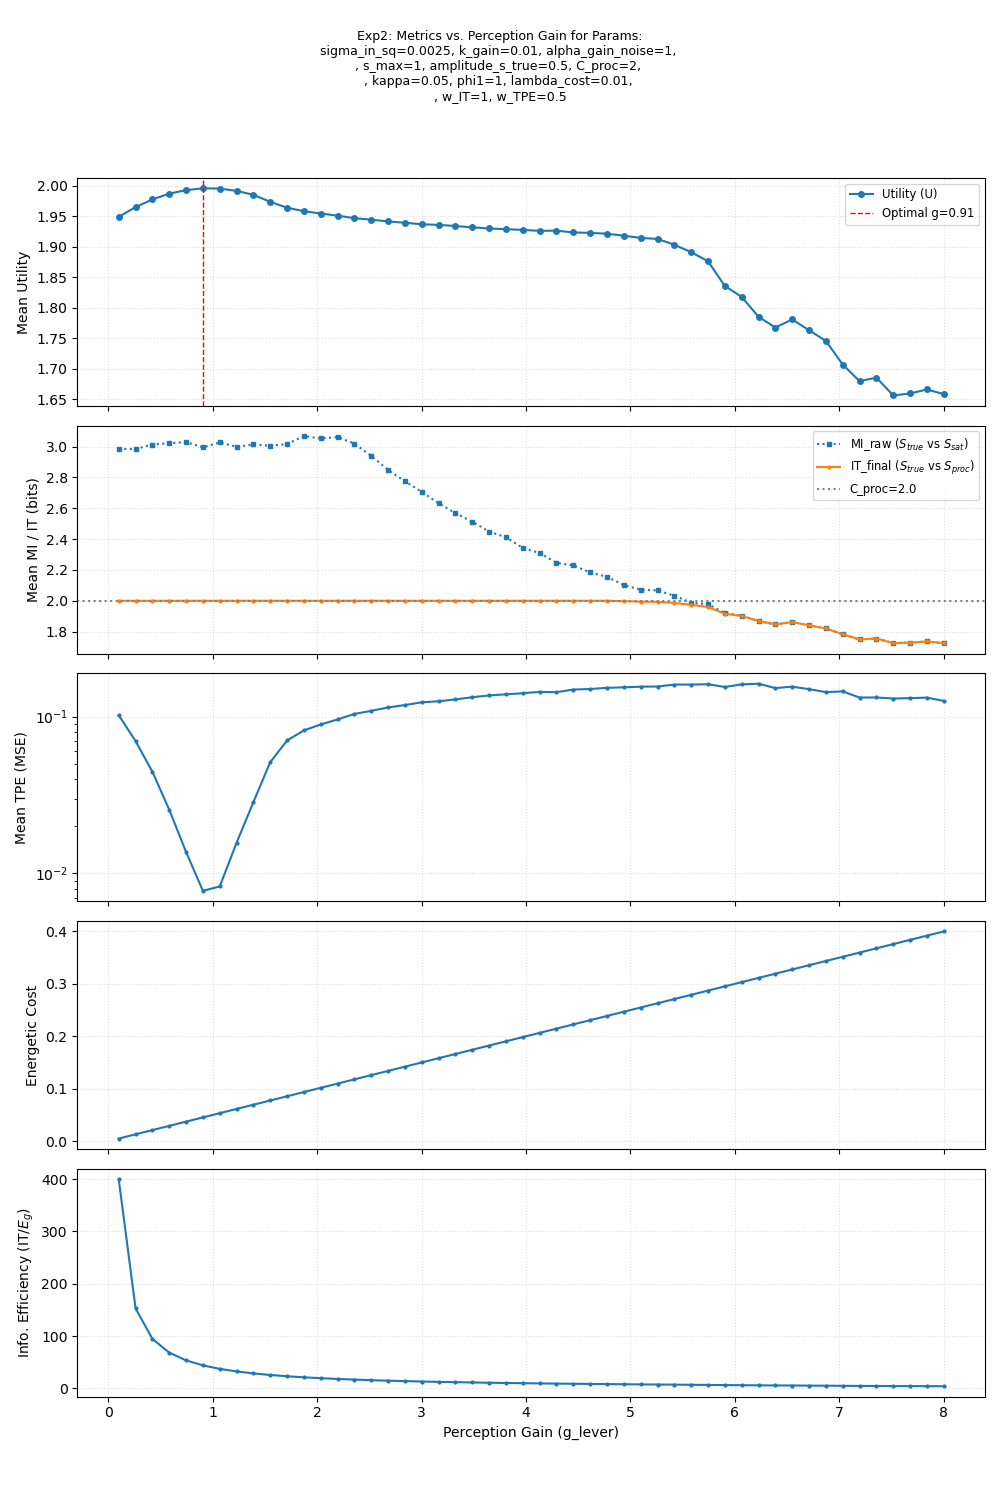 Exp2: Metrics vs. Perception Gain for Params:
sigma_in_sq=0.0025, k_gain=0.01, alpha_gain_noise=1,
, s_max=1, amplitude_s_true=0.5, C_proc=2,
, kappa=0.05, phi1=1, lambda_cost=0.01,
, w_IT=1, w_TPE=0.5
Mean Utility
2.00
1.95
1.90
1.85
1.80
1.75
1.70
1.65
Utility (U)
Optimal g=0.91
Mean MI / IT (bits)
3.0
2.8
2.6
2.4
2.2
2.0
1.8
MI_raw (S_true vs S_sat)
IT_final (S_true vs S_proc)
C_proc=2.0
Mean TPE (MSE)
10⁻¹
10⁻²
Energetic Cost
0.4
0.3
0.2
0.1
0.0
Info. Efficiency (IT/E_g)
400
300
200
100
0
0 1 2 3 4 5 6 7 8
Perception Gain (g_lever)